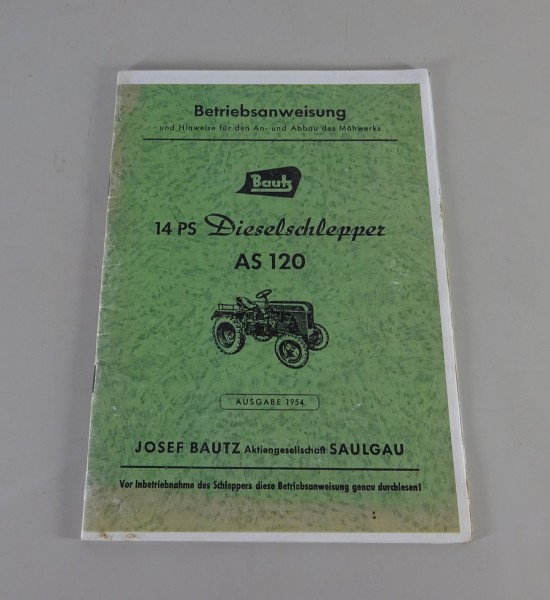 Betriebsanweisung
und Hinweise für den An- und Abbau des Mähwerks
Bautz
14 PS Dieselschlepper
AS 120
AUSGABE 1954
JOSEF BAUTZ Aktiengesellschaft SAULGAU
Vor Inbetriebnahme des Schleppers diese Betriebsanweisung genau durchlesen!